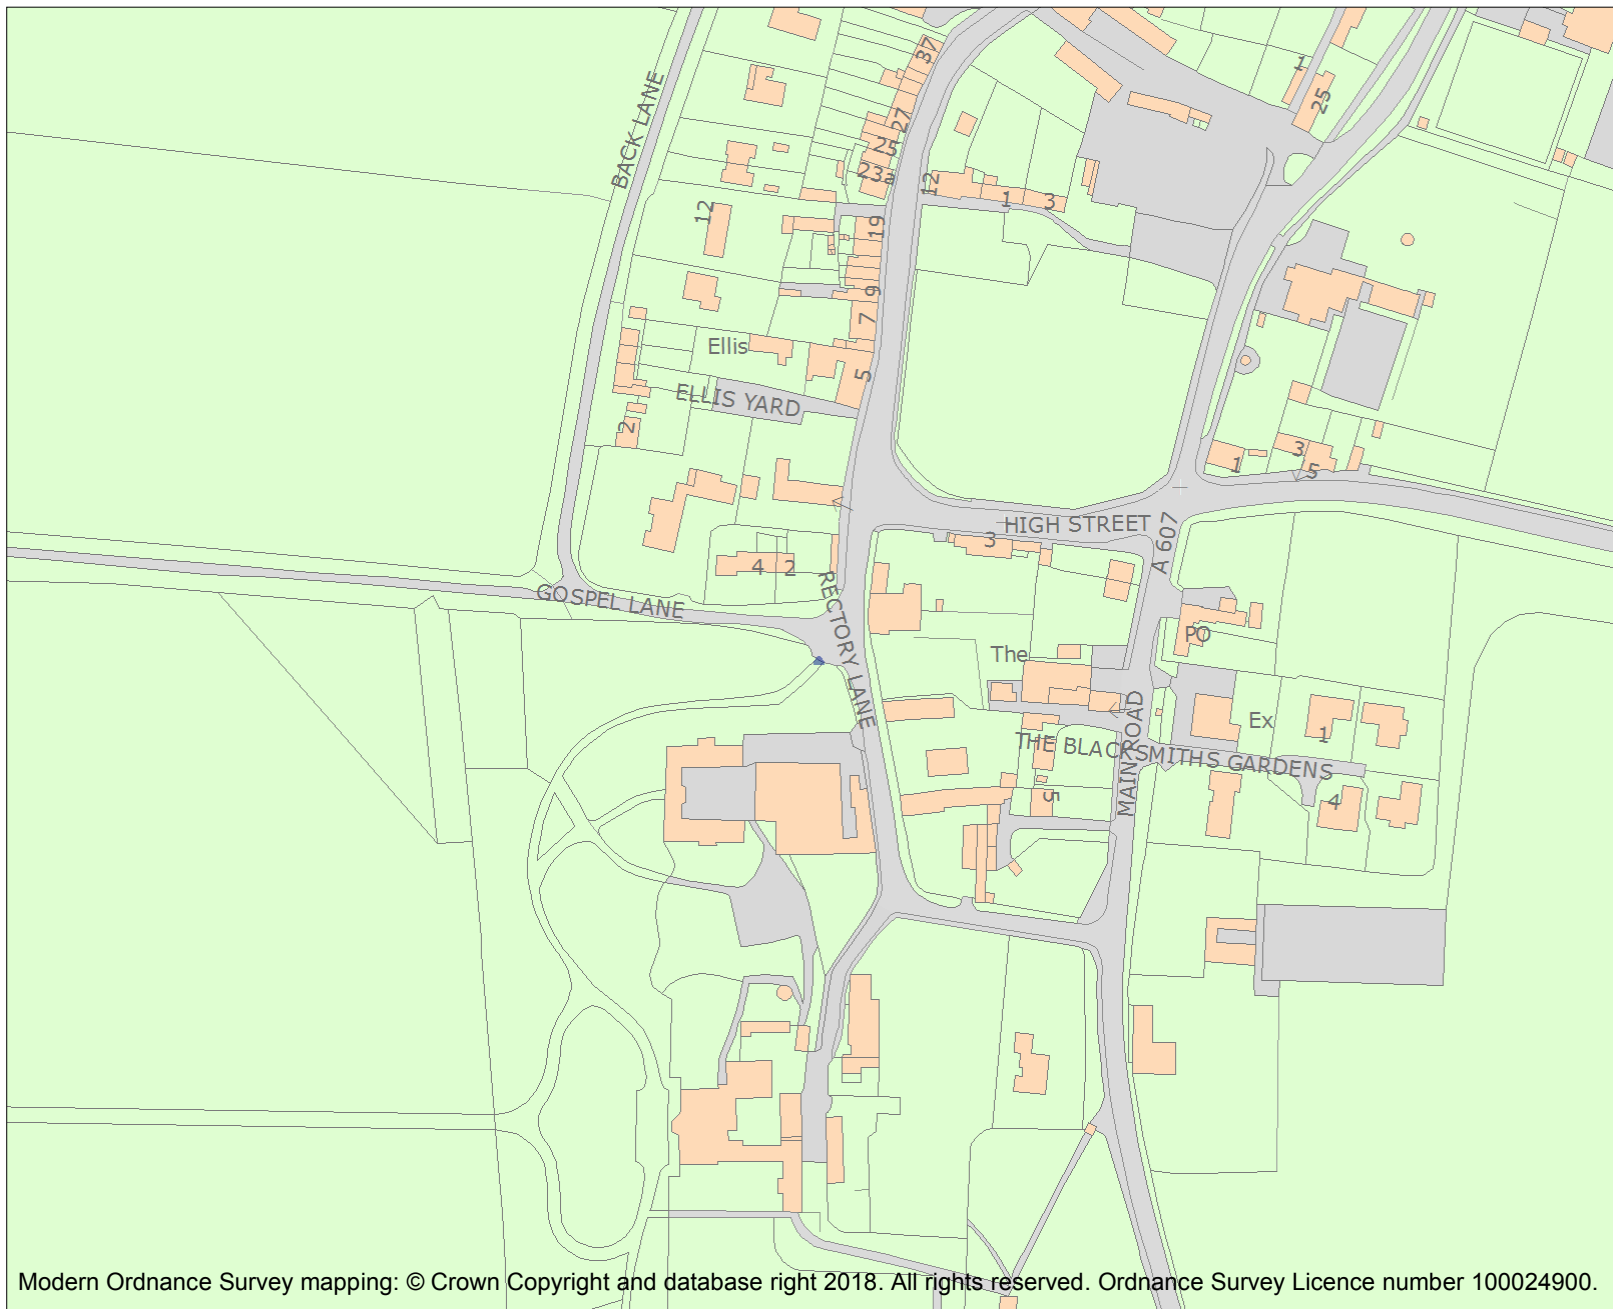 37
1
25
BACK LANE
27
25
23a
12
1
3
12
19
9
7
Ellis
5
ELLIS YARD
2
3
1
5
HIGH STREET
A 607
3
4
2
GOSPEL LANE
RECTORY LANE
PO
The
Ex
1
THE BLACKSMITHS GARDENS
MAIN ROAD
5
4
Modern Ordnance Survey mapping: © Crown Copyright and database right 2018. All rights reserved. Ordnance Survey Licence number 100024900.